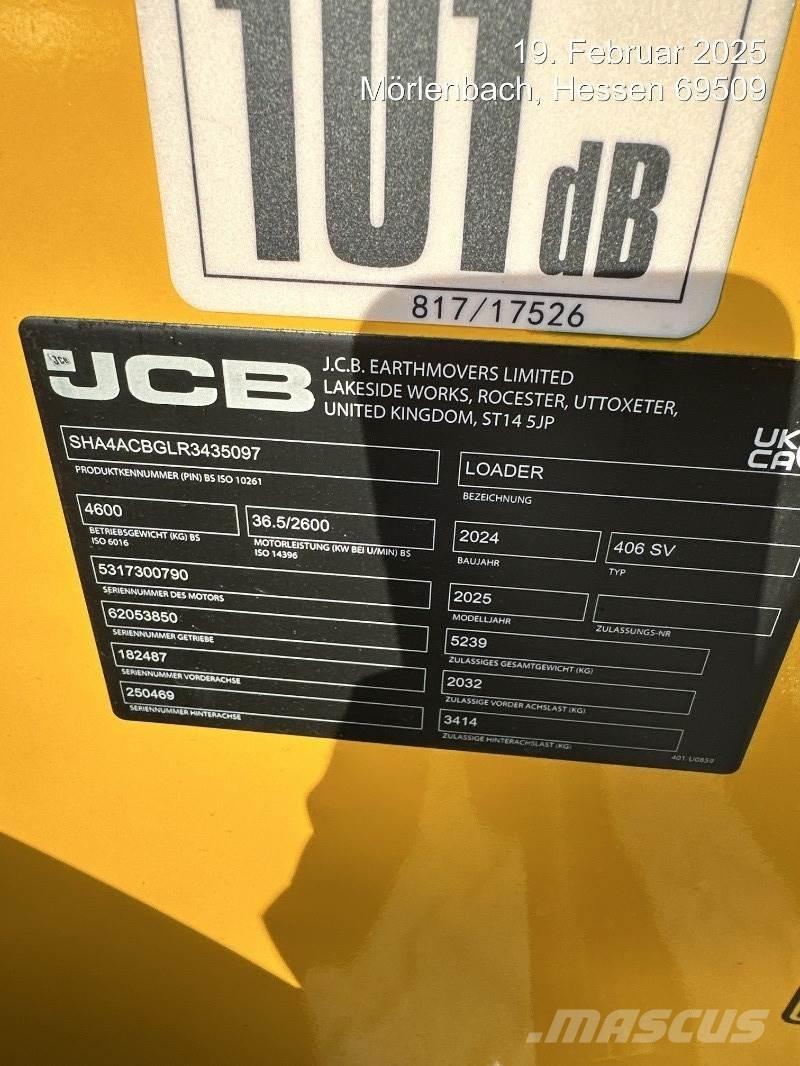 19. Februar 2025
Mörlenbach, Hessen 69509
101 dB
817/17526
JCB
J.C.B. EARTHMOVERS LIMITED
LAKESIDE WORKS, ROCESTER, UTTOXETER,
UNITED KINGDOM, ST14 5JP
UK
CA
SHA4ACBGLR3435097
PRODUKTKENNUMMER (PIN) BS ISO 10261
LOADER
BEZEICHNUNG
4600
BETRIEBSGEWICHT (KG) BS
ISO 6016
36.5/2600
MOTORLEISTUNG (KW BEI U/MIN) BS
ISO 14396
2024
BAUJAHR
406 SV
TYP
5317300790
SERIENNUMMER DES MOTORS
2025
MODELLJAHR
ZULASSUNGS-NR
62053850
SERIENNUMMER GETRIEBE
5239
ZULASSIGES GESAMTGEWICHT (KG)
182487
SERIENNUMMER VORDERACHSE
2032
ZULASSIGE VORDER ACHSLAST (KG)
250469
SERIENNUMMER HINTERACHSE
3414
ZULASSIGE HINTERACHSLAST (KG)
401 U0859
MASCUS